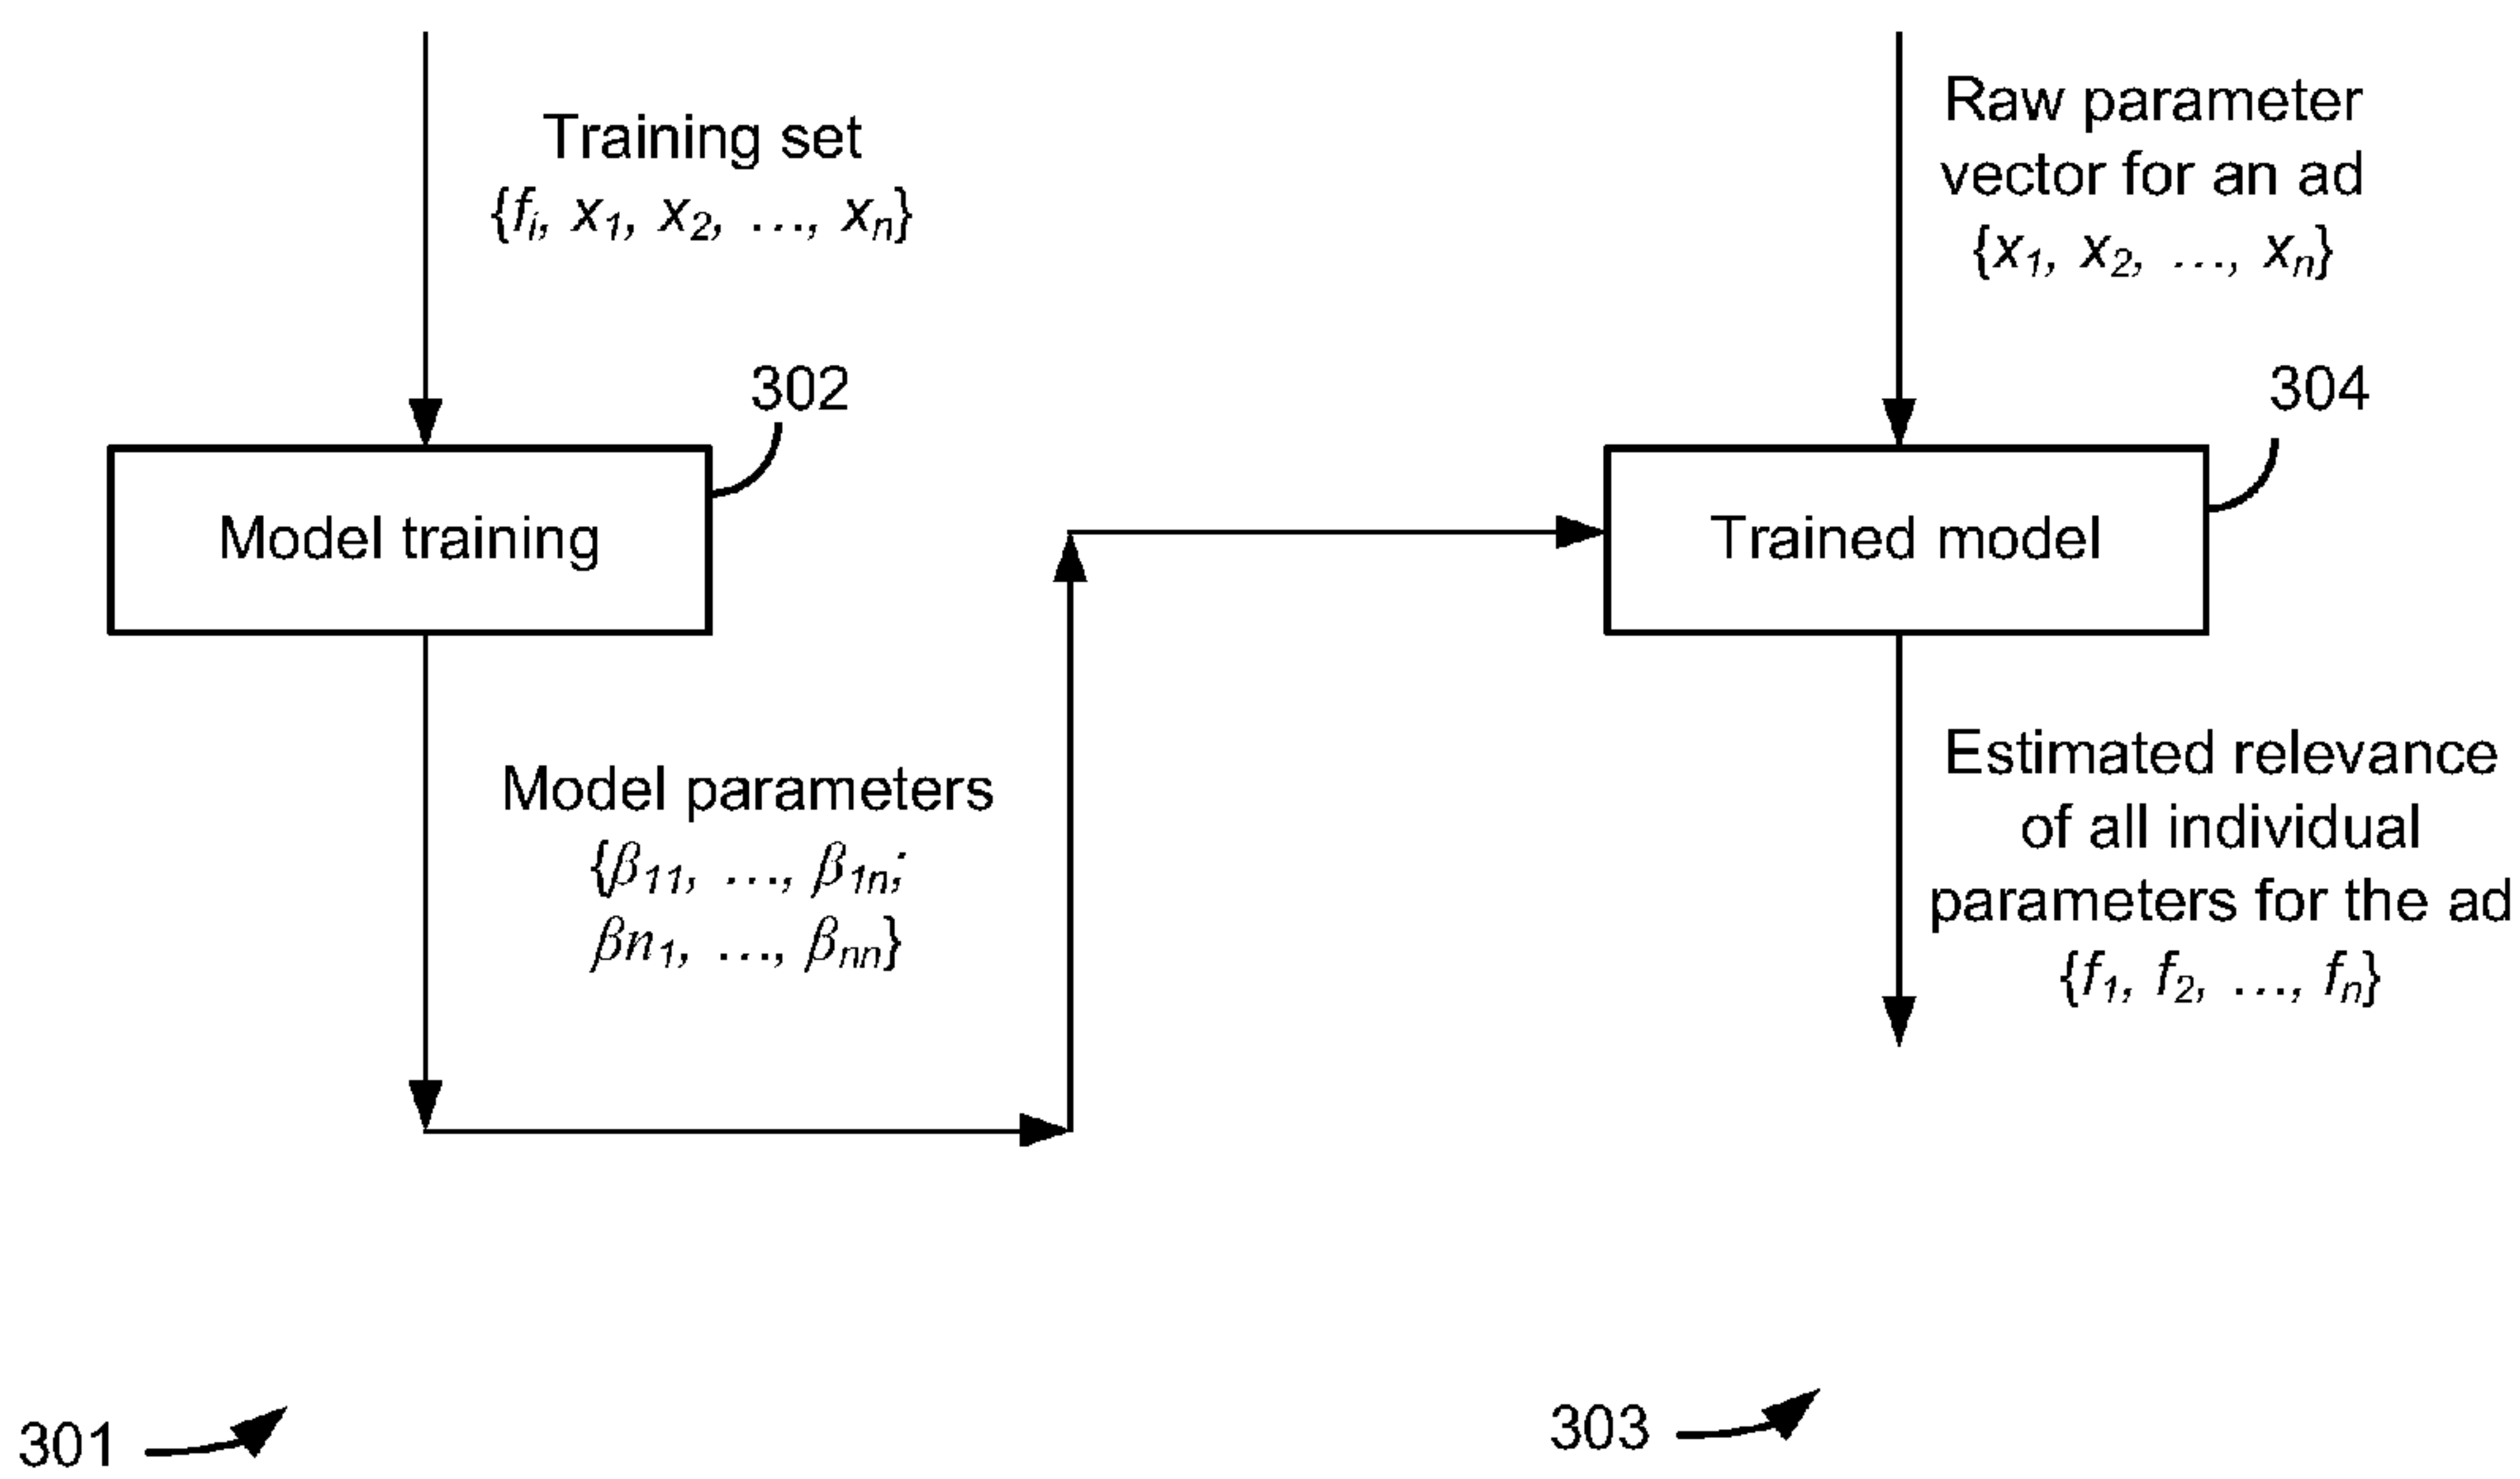 Training set
{fᵢ, x₁, x₂, ..., xₙ}
302
Model training
Model parameters
{β₁₁, ..., β₁ₙ;
βn₁, ..., βₙₙ}
301
Raw parameter
vector for an ad
{x₁, x₂, ..., xₙ}
304
Trained model
Estimated relevance
of all individual
parameters for the ad
{f₁, f₂, ..., fₙ}
303